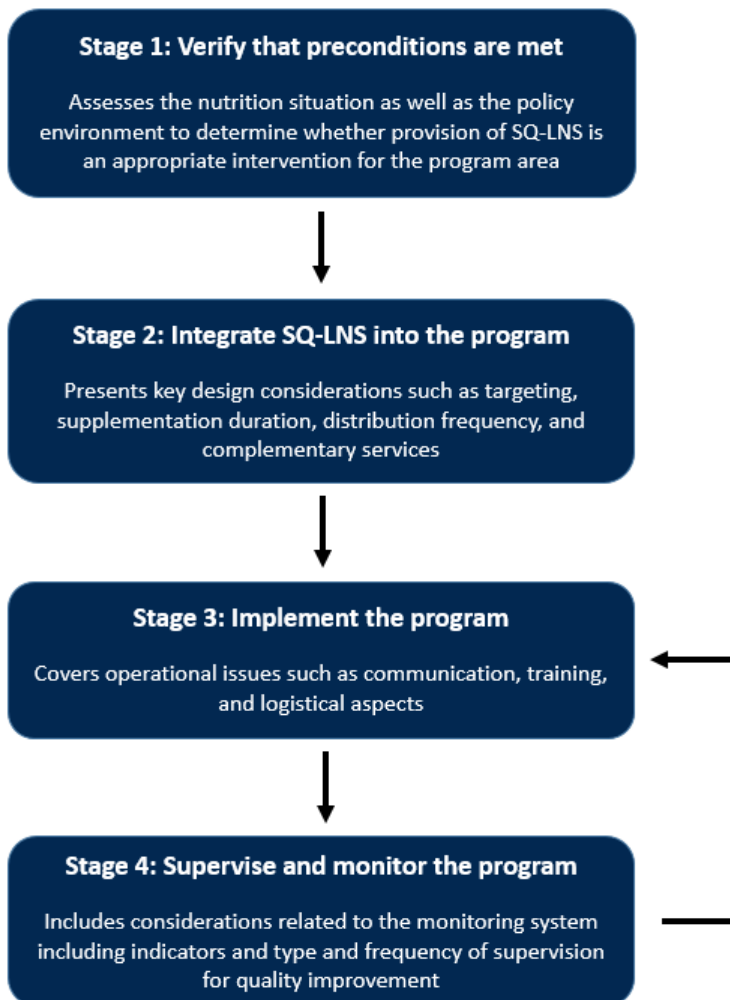 Stage 1: Verify that preconditions are met
Assesses the nutrition situation as well as the policy
environment to determine whether provision of SQ-LNS is
an appropriate intervention for the program area
Stage 2: Integrate SQ-LNS into the program
Presents key design considerations such as targeting,
supplementation duration, distribution frequency, and
complementary services
Stage 3: Implement the program
Covers operational issues such as communication, training,
and logistical aspects
Stage 4: Supervise and monitor the program
Includes considerations related to the monitoring system
including indicators and type and frequency of supervision
for quality improvement